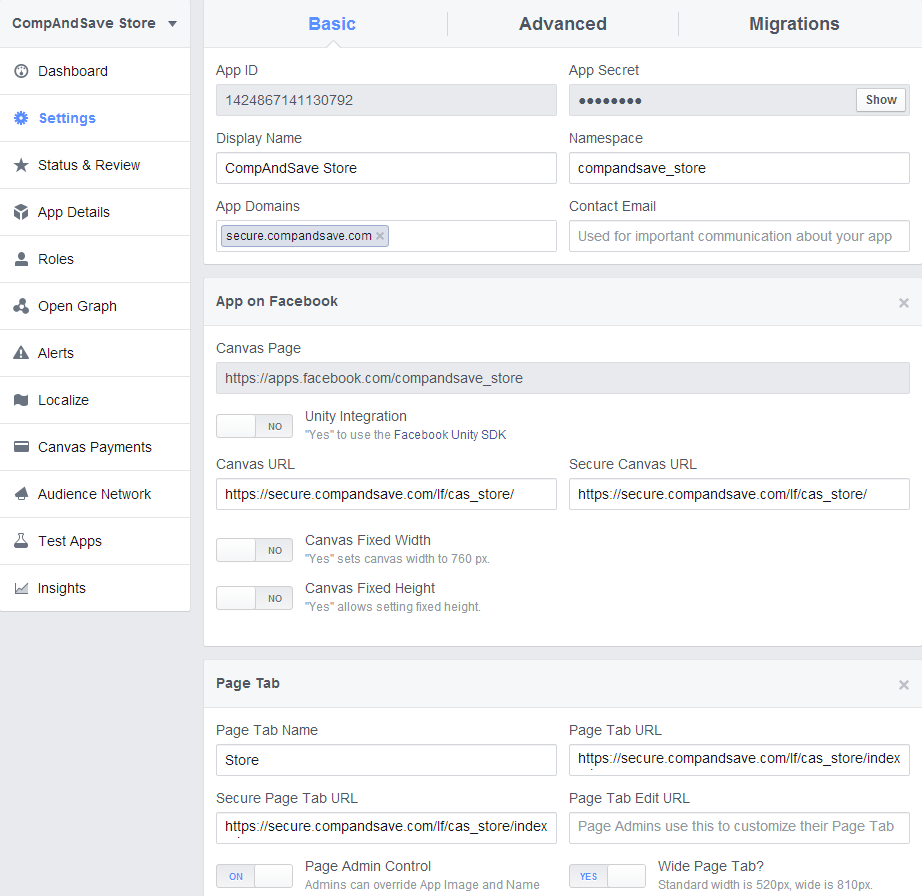 CompAndSave Store
Dashboard
Settings
Status & Review
App Details
Roles
Open Graph
Alerts
Localize
Canvas Payments
Audience Network
Test Apps
Insights
Basic Advanced Migrations
App ID App Secret
1424867141130792 •••••••• Show
Display Name Namespace
CompAndSave Store compandsave_store
App Domains Contact Email
secure.compandsave.com × Used for important communication about your app
App on Facebook ×
Canvas Page
https://apps.facebook.com/compandsave_store
NO Unity Integration
"Yes" to use the Facebook Unity SDK
Canvas URL Secure Canvas URL
https://secure.compandsave.com/lf/cas_store/ https://secure.compandsave.com/lf/cas_store/
NO Canvas Fixed Width
"Yes" sets canvas width to 760 px.
NO Canvas Fixed Height
"Yes" allows setting fixed height.
Page Tab ×
Page Tab Name Page Tab URL
Store https://secure.compandsave.com/lf/cas_store/index
Secure Page Tab URL Page Tab Edit URL
https://secure.compandsave.com/lf/cas_store/index Page Admins use this to customize their Page Tab
ON Page Admin Control YES Wide Page Tab?
Admins can override App Image and Name Standard width is 520px, wide is 810px.